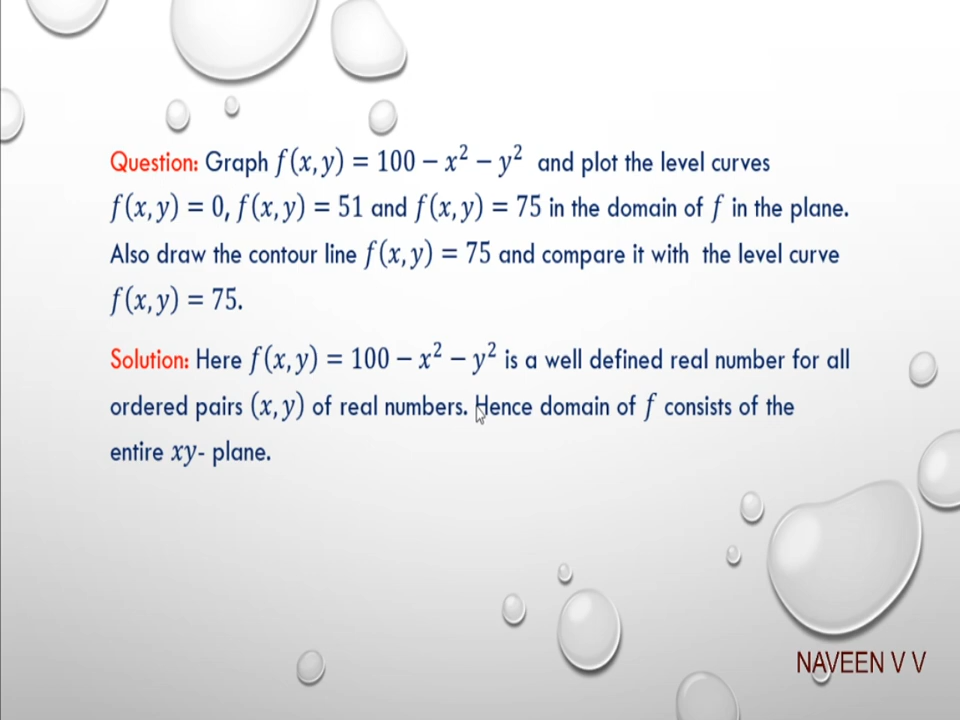 Question: Graph f(x, y) = 100 − x² − y² and plot the level curves
f(x, y) = 0, f(x, y) = 51 and f(x, y) = 75 in the domain of f in the plane.
Also draw the contour line f(x, y) = 75 and compare it with the level curve
f(x, y) = 75.
Solution: Here f(x, y) = 100 − x² − y² is a well defined real number for all
ordered pairs (x, y) of real numbers. Hence domain of f consists of the
entire xy- plane.
NAVEEN V V